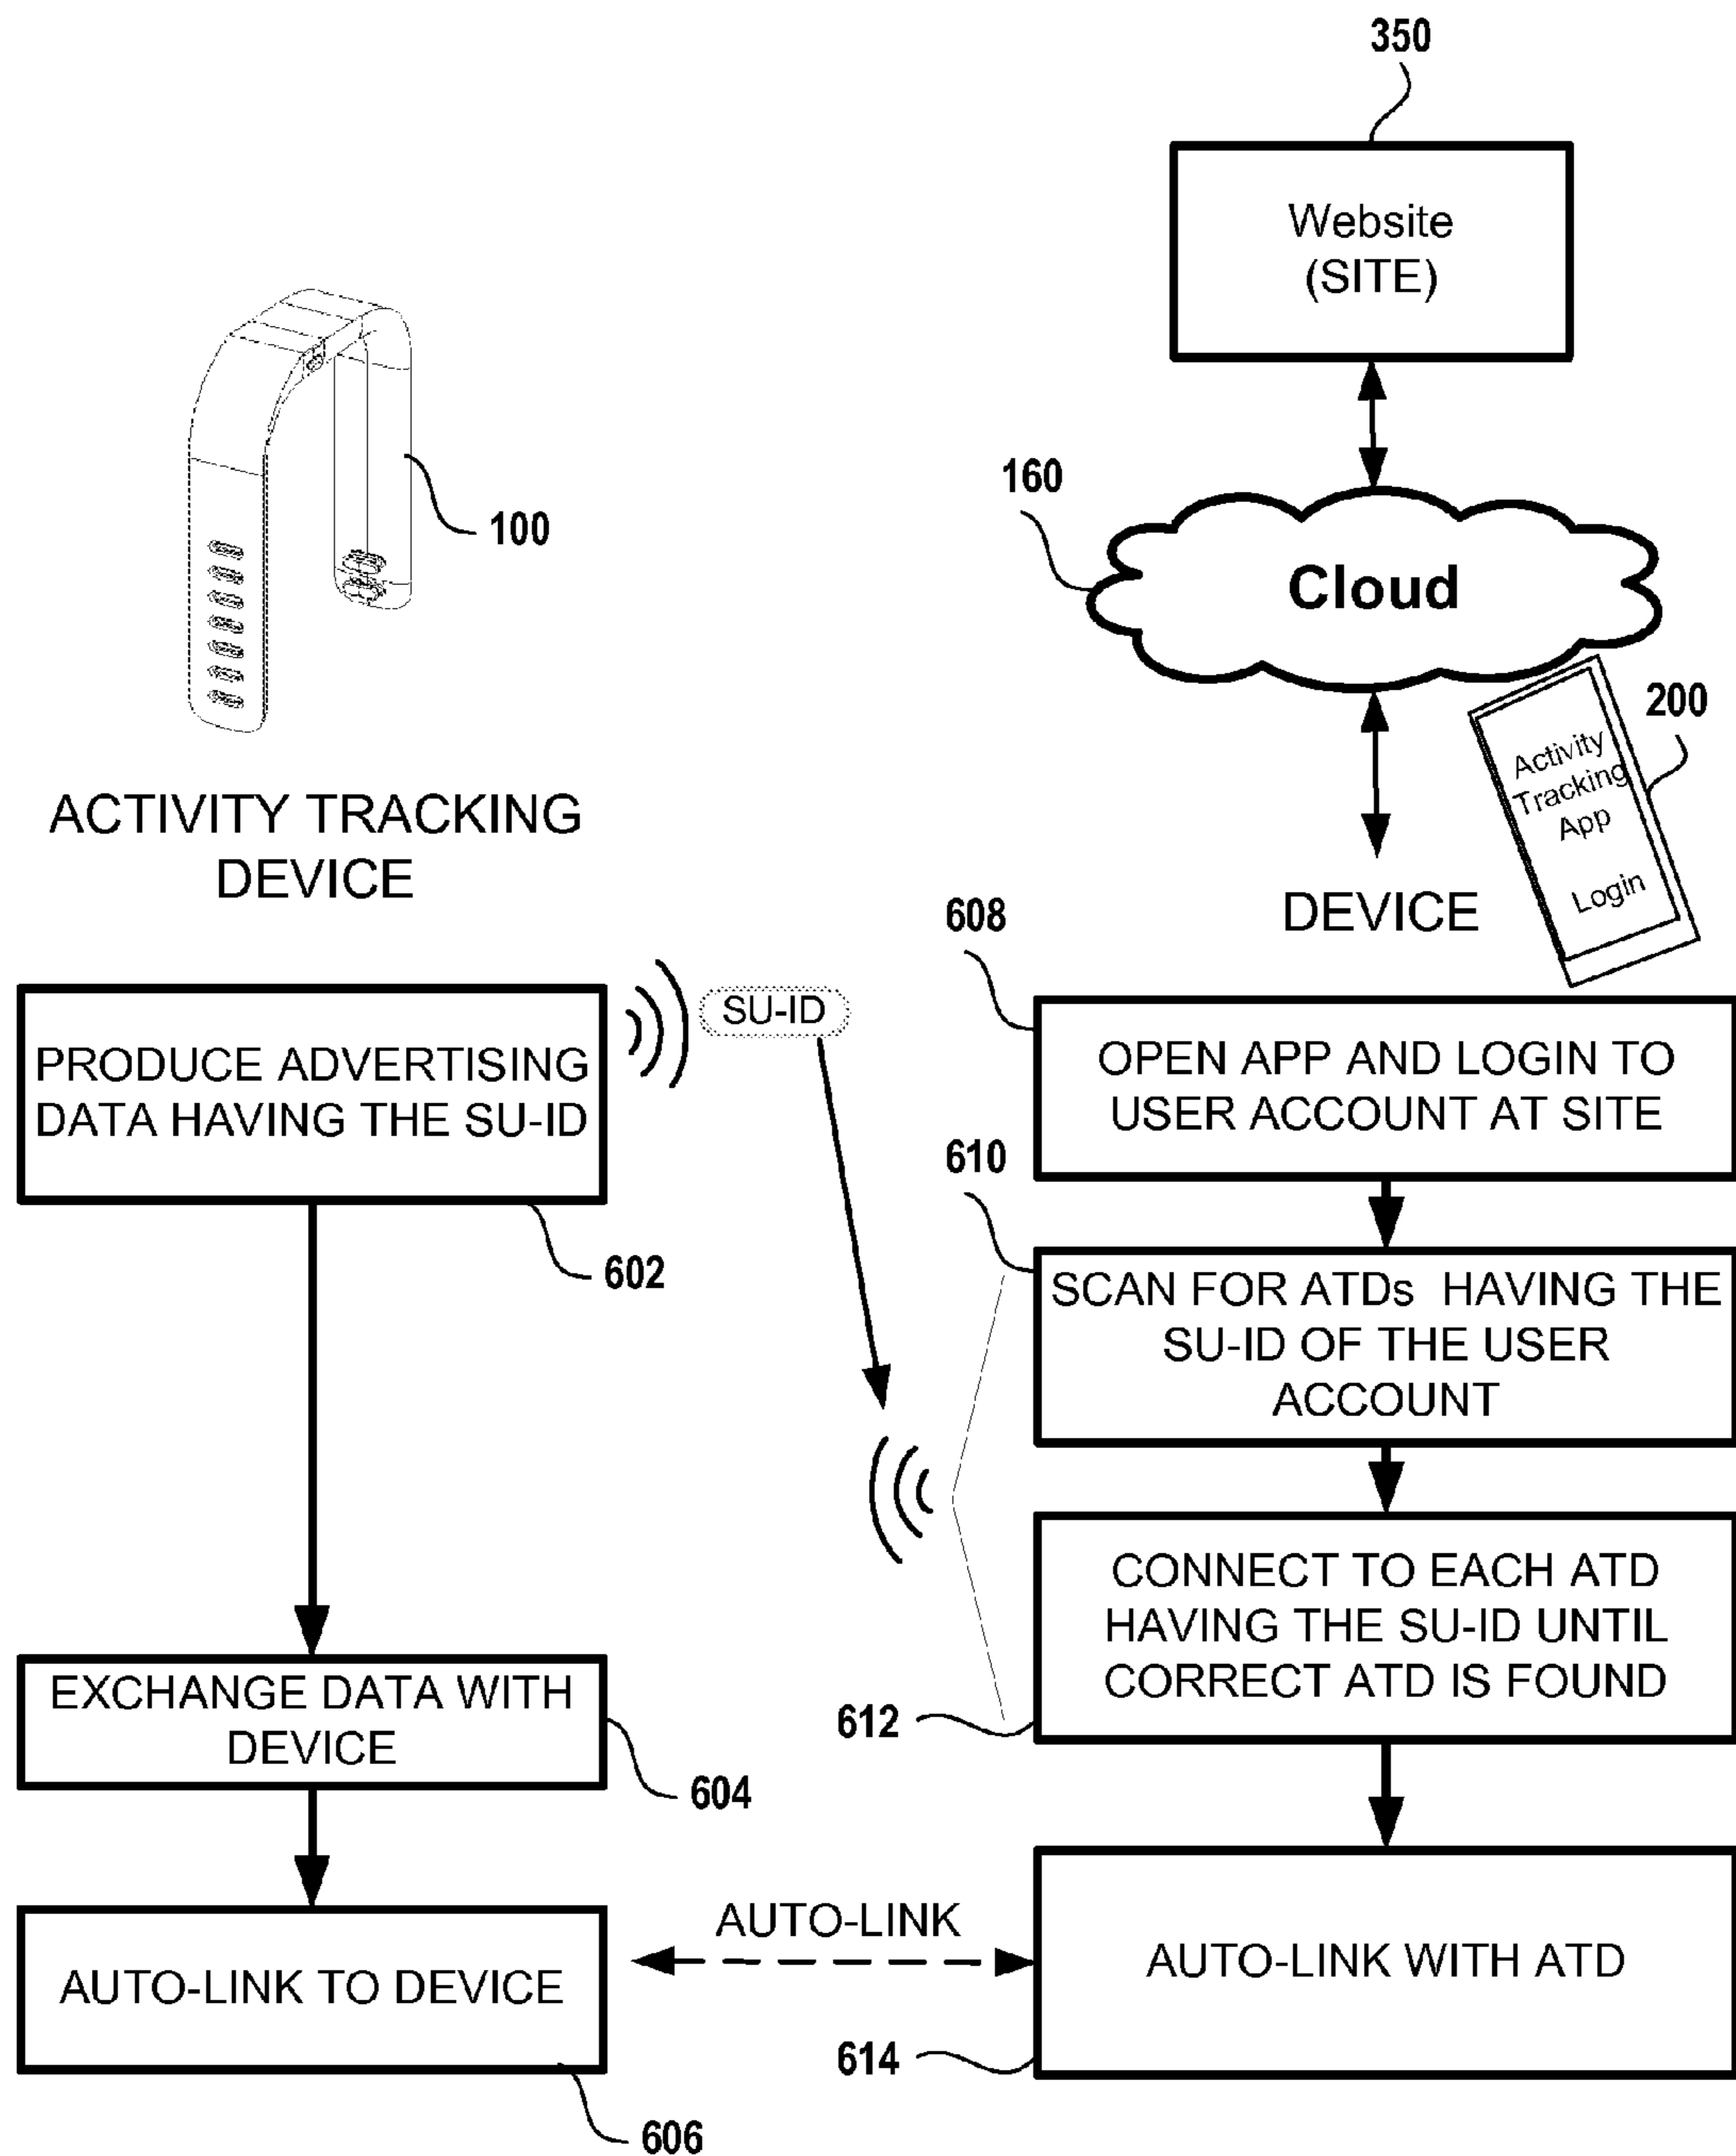 350
Website
(SITE)
160
Cloud
100
200
Activity
Tracking
App
Login
ACTIVITY TRACKING
DEVICE
DEVICE
608
SU-ID
PRODUCE ADVERTISING
DATA HAVING THE SU-ID
602
OPEN APP AND LOGIN TO
USER ACCOUNT AT SITE
610
SCAN FOR ATDs HAVING THE
SU-ID OF THE USER
ACCOUNT
CONNECT TO EACH ATD
HAVING THE SU-ID UNTIL
CORRECT ATD IS FOUND
612
EXCHANGE DATA WITH
DEVICE
604
AUTO-LINK
AUTO-LINK TO DEVICE
606
AUTO-LINK WITH ATD
614